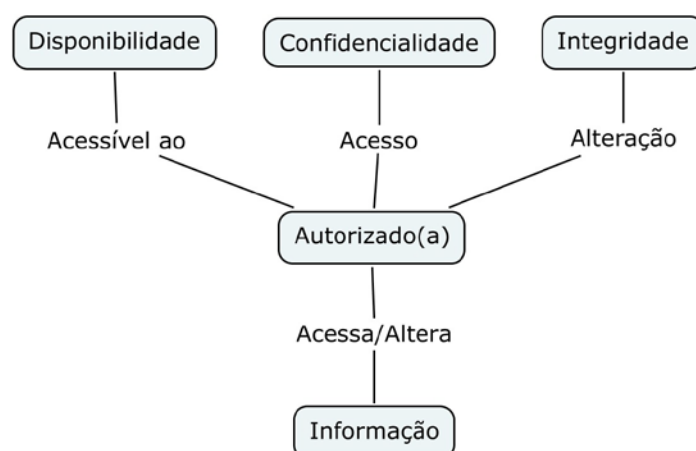 Disponibilidade
Confidencialidade
Integridade
Acessível ao
Acesso
Alteração
Autorizado(a)
Acessa/Altera
Informação